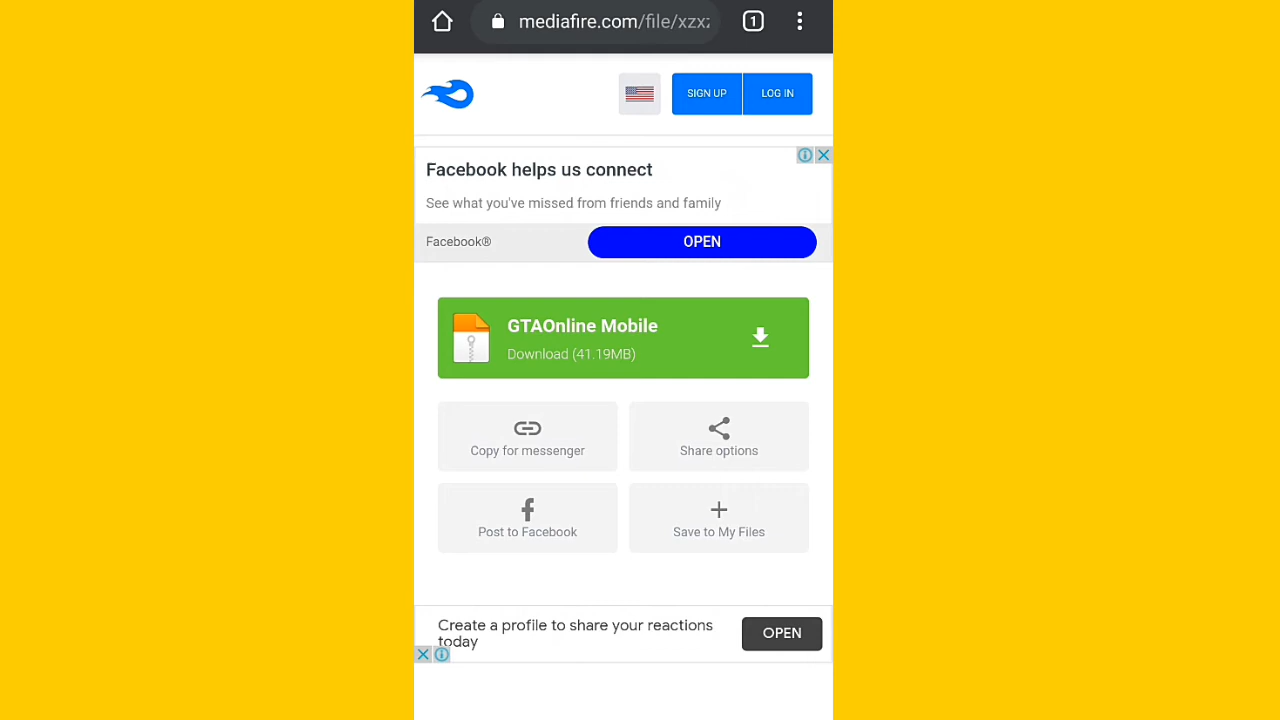 mediafire.com/file/xzxz
1
SIGN UP
LOG IN
Facebook helps us connect
See what you've missed from friends and family
Facebook®
OPEN
GTAOnline Mobile
Download (41.19MB)
Copy for messenger
Share options
Post to Facebook
Save to My Files
Create a profile to share your reactions
today
OPEN